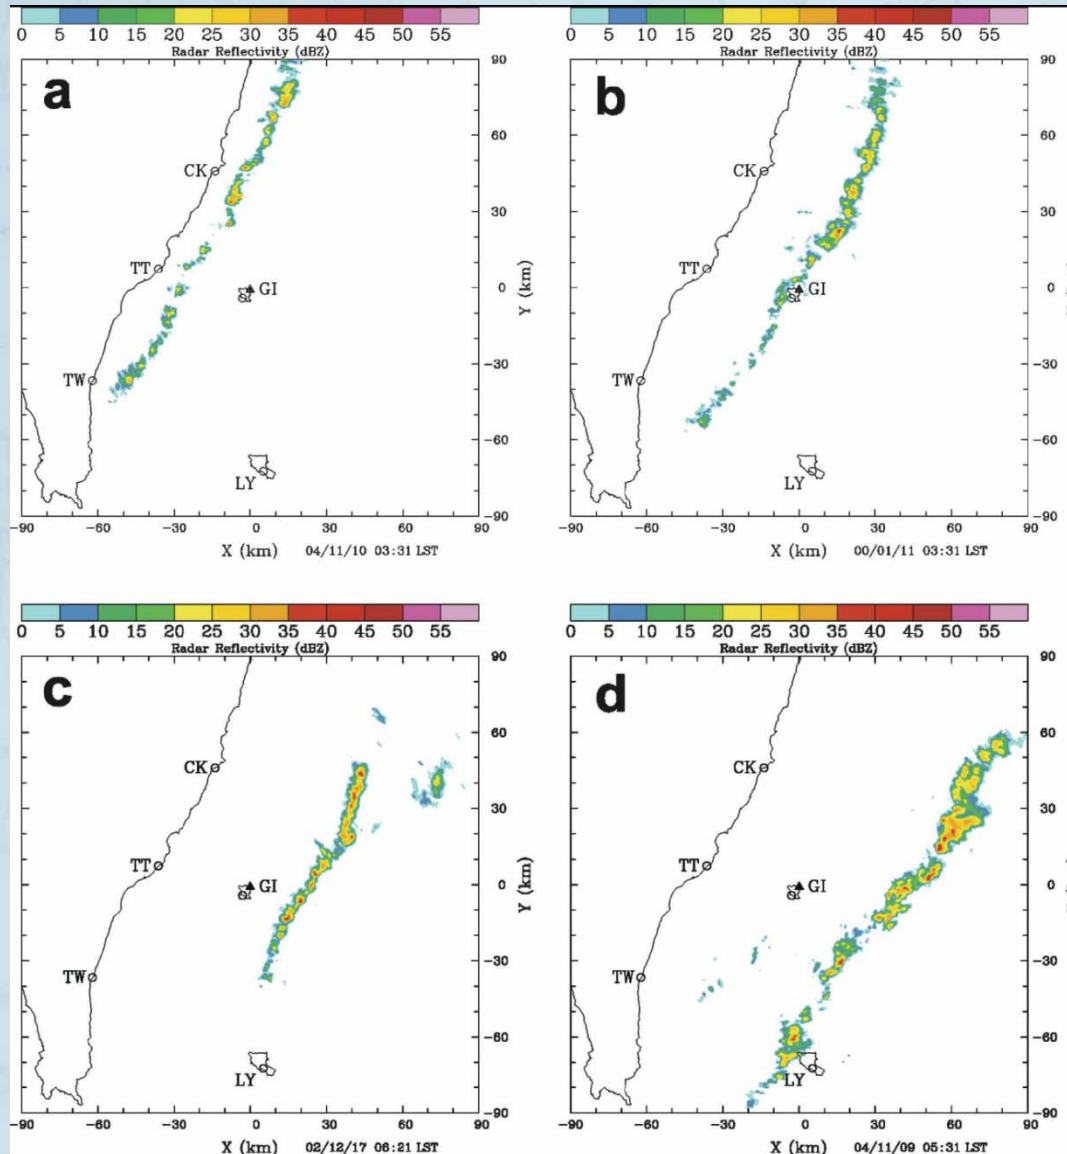 0 5 10 15 20 25 30 35 40 45 50 55
Radar Reflectivity (dBZ)
a
90
60
CK
30
TT
0
GI
Y (km)
TW
−30
−60
LY
−90
−90 −60 −30 0 30 60 90
X (km) 04/11/10 03:31 LST
0 5 10 15 20 25 30 35 40 45 50 55
Radar Reflectivity (dBZ)
b
90
60
CK
30
TT
0
GI
TW
−30
−60
LY
−90
−90 −60 −30 0 30 60 90
X (km) 00/01/11 03:31 LST
0 5 10 15 20 25 30 35 40 45 50 55
Radar Reflectivity (dBZ)
c
90
60
CK
30
TT
0
GI
Y (km)
TW
−30
−60
LY
−90
−90 −60 −30 0 30 60 90
X (km) 02/12/17 06:21 LST
0 5 10 15 20 25 30 35 40 45 50 55
Radar Reflectivity (dBZ)
d
90
60
CK
30
TT
0
GI
TW
−30
−60
LY
−90
−90 −60 −30 0 30 60 90
X (km) 04/11/09 05:31 LST